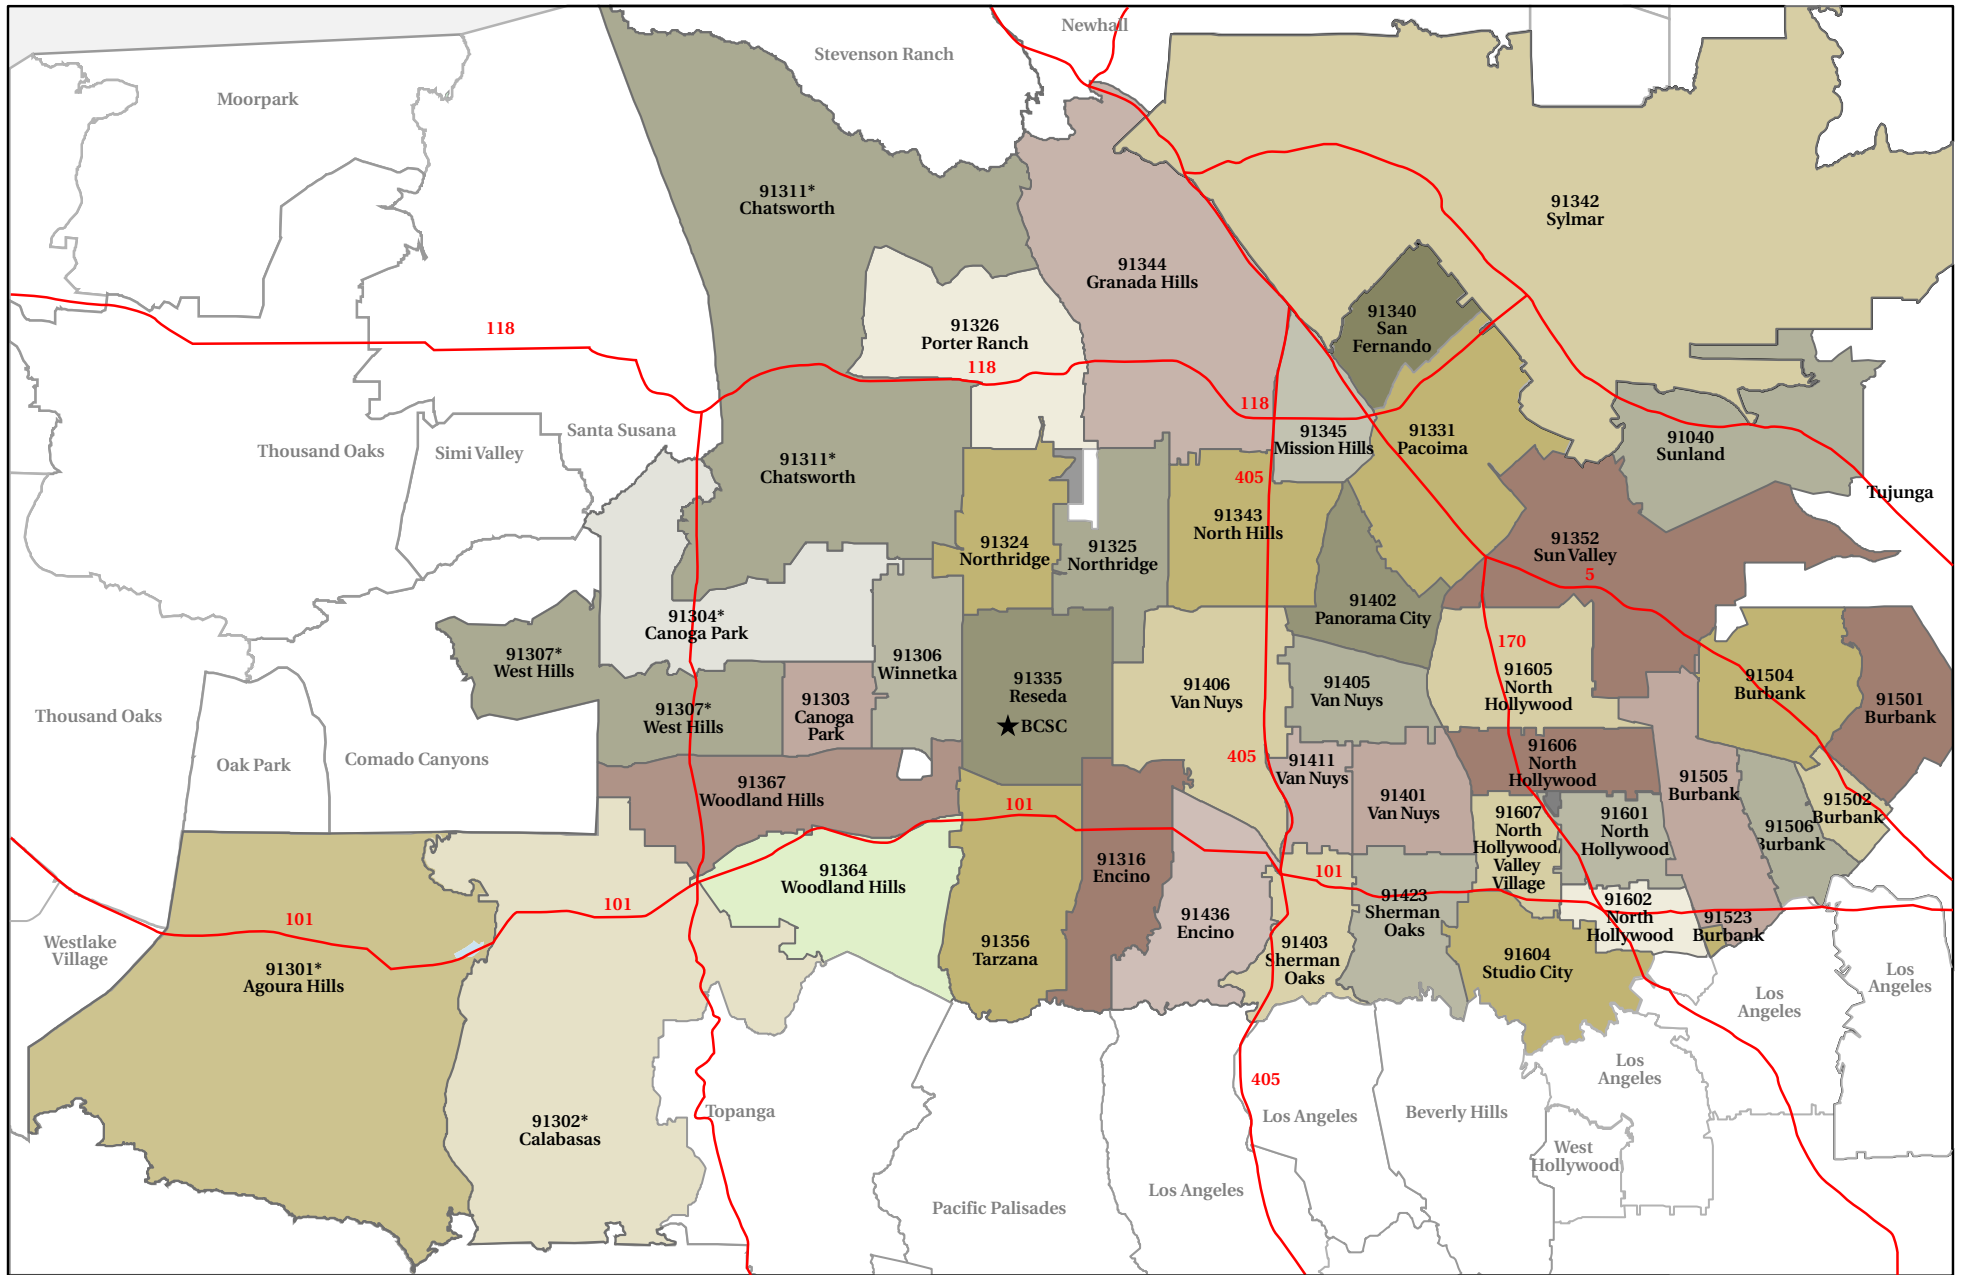 Newhall
Stevenson Ranch
Moorpark
91311*
Chatsworth
91342
Sylmar
91344
Granada Hills
91340
San
Fernando
91326
Porter Ranch
118
118
118
Santa Susana
Thousand Oaks
Simi Valley
91311*
Chatsworth
91345
Mission Hills
91331
Pacoima
91040
Sunland
405
Tujunga
91343
North Hills
91324
Northridge
91325
Northridge
91352
Sun Valley
5
91402
Panorama City
91304*
Canoga Park
170
91307*
West Hills
91306
Winnetka
91335
Reseda
★ BCSC
91406
Van Nuys
91405
Van Nuys
91605
North
Hollywood
91504
Burbank
91501
Burbank
Thousand Oaks
91307*
West Hills
91303
Canoga
Park
Oak Park
Comado Canyons
405
91411
Van Nuys
91606
North
Hollywood
91505
Burbank
91367
Woodland Hills
101
91401
Van Nuys
91607
North
Hollywood/
Valley
Village
91601
North
Hollywood
91502
Burbank
91506
Burbank
91364
Woodland Hills
91316
Encino
101
91423
Sherman
Oaks
91602
North
Hollywood
91523
Burbank
101
101
91436
Encino
91356
Tarzana
91403
Sherman
Oaks
91604
Studio City
Westlake
Village
91301*
Agoura Hills
Los
Angeles
Los
Angeles
Los
Angeles
405
91302*
Calabasas
Topanga
Los Angeles
Beverly Hills
West
Hollywood
Los Angeles
Pacific Palisades